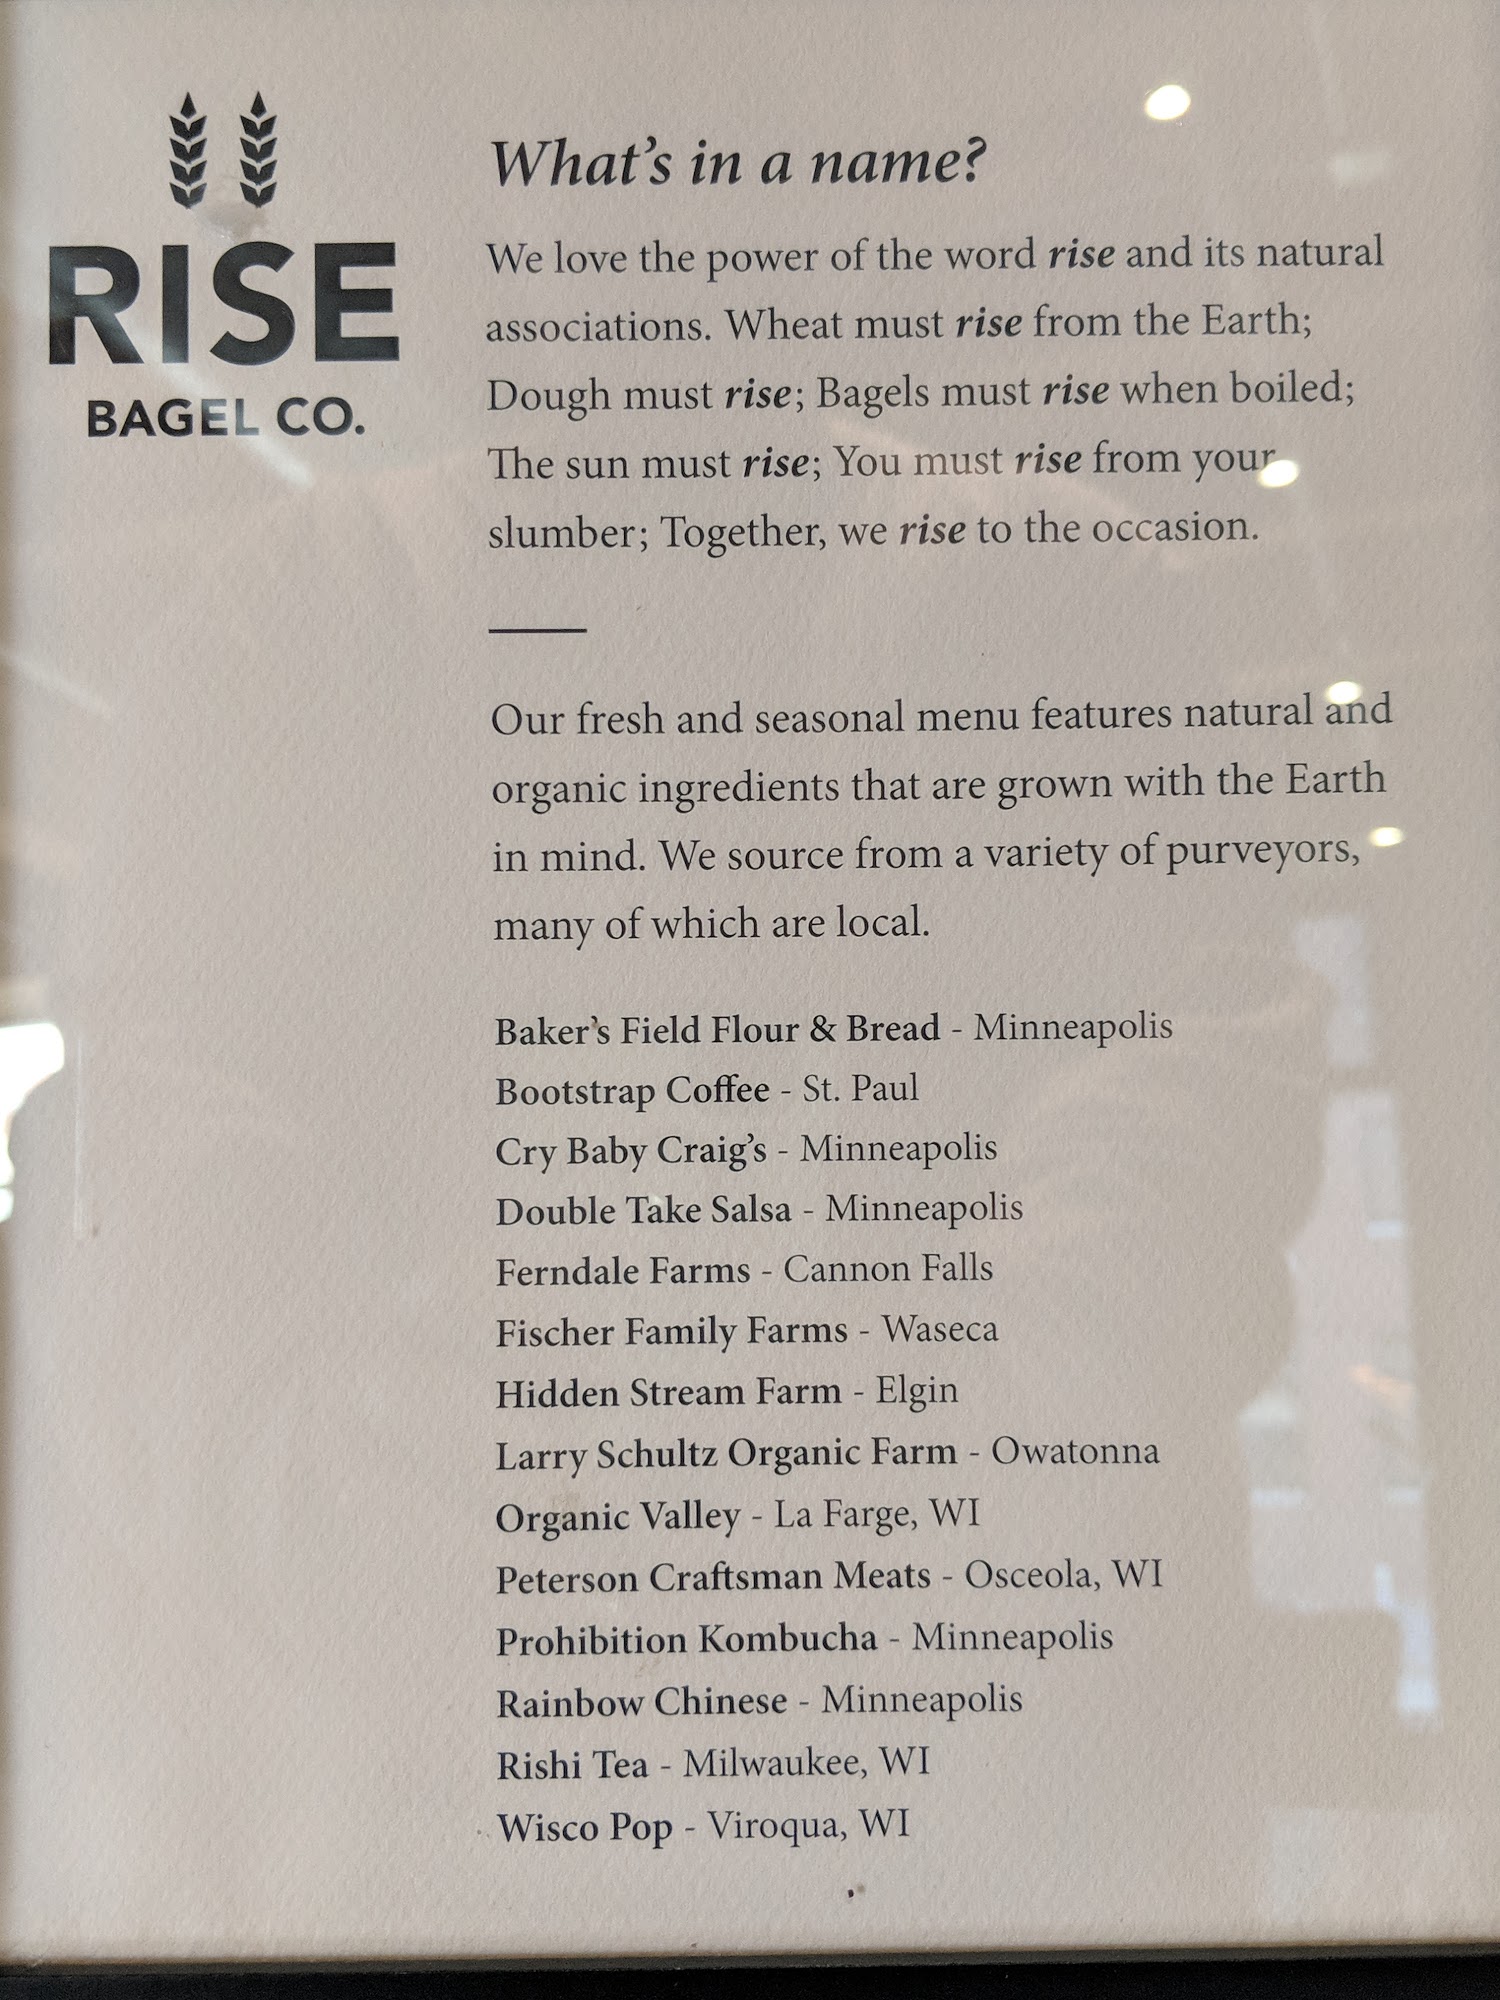 RISE
BAGEL CO.
What's in a name?
We love the power of the word rise and its natural
associations. Wheat must rise from the Earth;
Dough must rise; Bagels must rise when boiled;
The sun must rise; You must rise from your
slumber; Together, we rise to the occasion.
Our fresh and seasonal menu features natural and
organic ingredients that are grown with the Earth
in mind. We source from a variety of purveyors,
many of which are local.
Baker's Field Flour & Bread - Minneapolis
Bootstrap Coffee - St. Paul
Cry Baby Craig's - Minneapolis
Double Take Salsa - Minneapolis
Ferndale Farms - Cannon Falls
Fischer Family Farms - Waseca
Hidden Stream Farm - Elgin
Larry Schultz Organic Farm - Owatonna
Organic Valley - La Farge, WI
Peterson Craftsman Meats - Osceola, WI
Prohibition Kombucha - Minneapolis
Rainbow Chinese - Minneapolis
Rishi Tea - Milwaukee, WI
Wisco Pop - Viroqua, WI